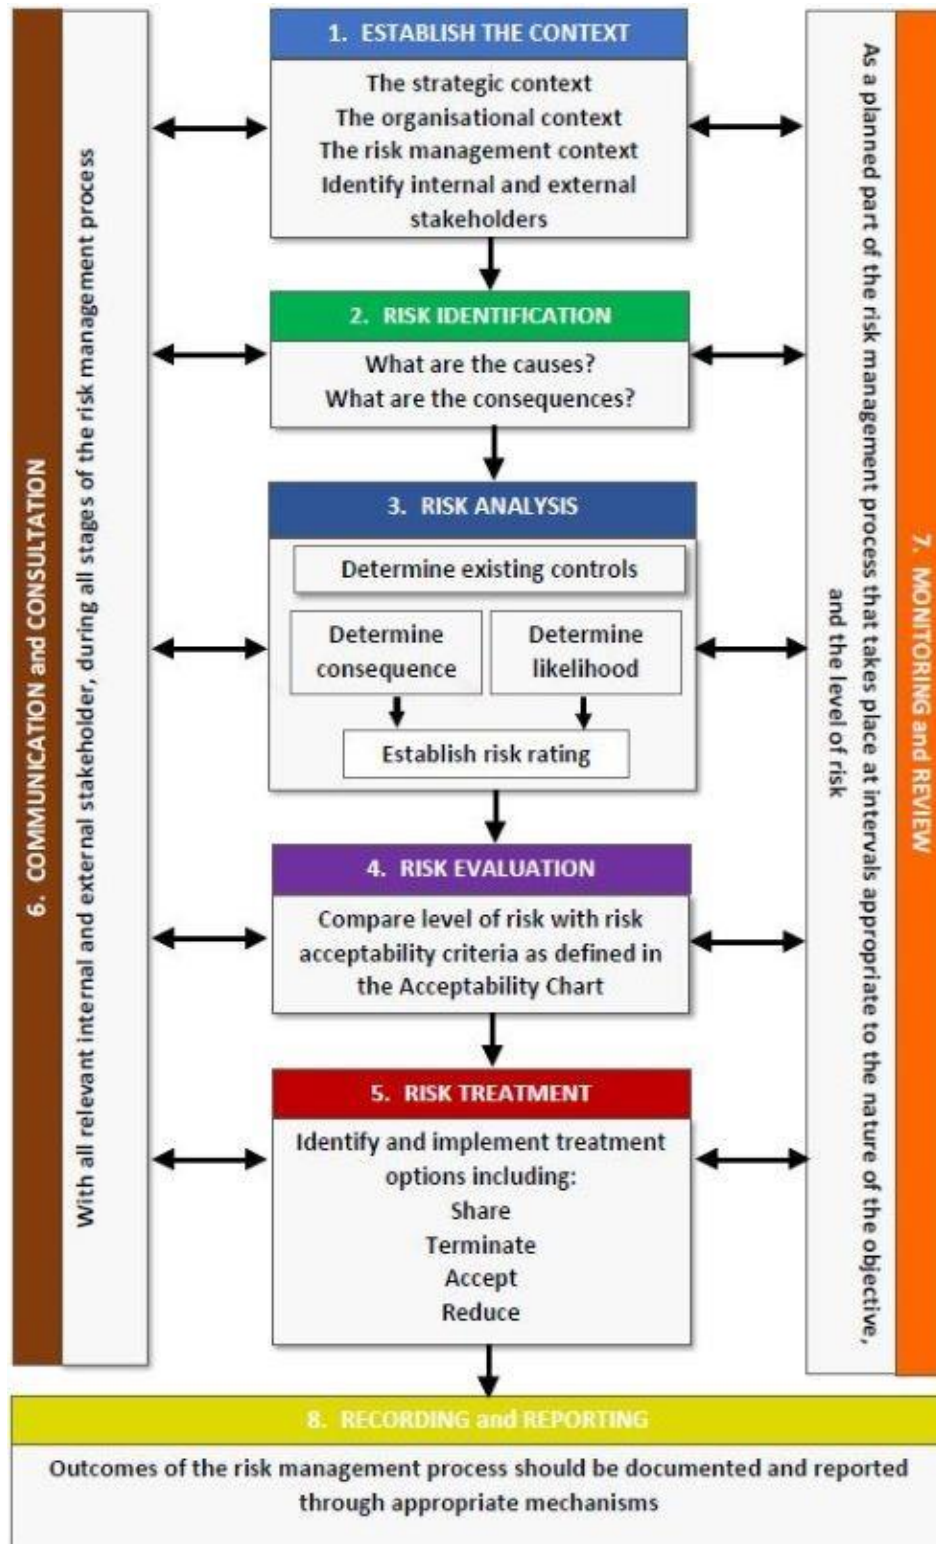 1. ESTABLISH THE CONTEXT
The strategic context
The organisational context
The risk management context
Identify internal and external
stakeholders
2. RISK IDENTIFICATION
What are the causes?
What are the consequences?
3. RISK ANALYSIS
Determine existing controls
Determine
consequence
Determine
likelihood
Establish risk rating
4. RISK EVALUATION
Compare level of risk with risk
acceptability criteria as defined in
the Acceptability Chart
5. RISK TREATMENT
Identify and implement treatment
options including:
Share
Terminate
Accept
Reduce
6. COMMUNICATION and CONSULTATION
With all relevant internal and external stakeholder, during all stages of the risk management process
7. MONITORING and REVIEW
As a planned part of the risk management process that takes place at intervals appropriate to the nature of the objective,
and the level of risk
8. RECORDING and REPORTING
Outcomes of the risk management process should be documented and reported
through appropriate mechanisms